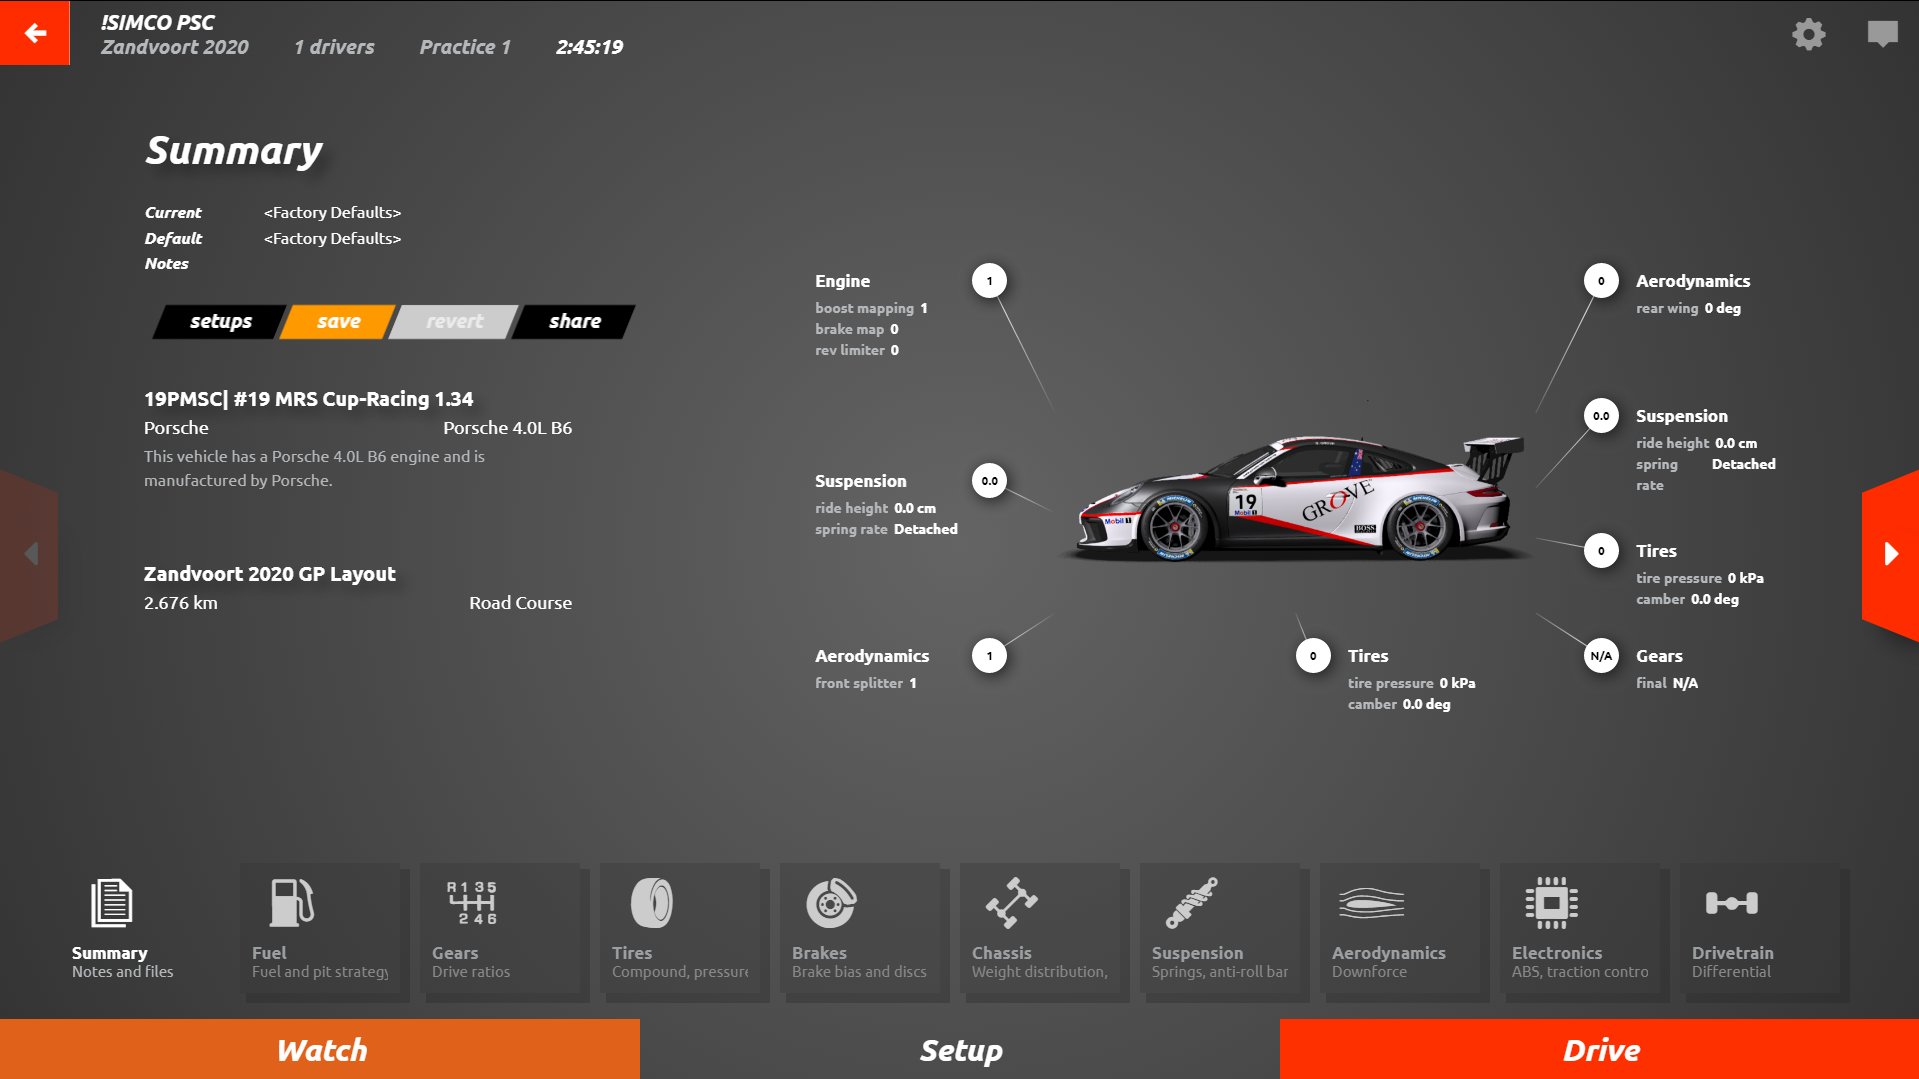 !SIMCO PSC
Zandvoort 2020 1 drivers Practice 1 2:45:19
Summary
Current <Factory Defaults>
Default <Factory Defaults>
Notes
setups save revert share
19PMSC| #19 MRS Cup-Racing 1.34
Porsche Porsche 4.0L B6
This vehicle has a Porsche 4.0L B6 engine and is
manufactured by Porsche.
Zandvoort 2020 GP Layout
2.676 km Road Course
Engine 1
boost mapping 1
brake map 0
rev limiter 0
Suspension 0.0
ride height 0.0 cm
spring rate Detached
Aerodynamics 1
front splitter 1
19
Mobil 1
GROVE
BOSS
Mobil 1
MICHELIN
MICHELIN
0 Tires
tire pressure 0 kPa
camber 0.0 deg
0 Aerodynamics
rear wing 0 deg
0.0 Suspension
ride height 0.0 cm
spring Detached
rate
0 Tires
tire pressure 0 kPa
camber 0.0 deg
N/A Gears
final N/A
R 1 3 5
2 4 6
Summary
Notes and files
Fuel
Fuel and pit strategy
Gears
Drive ratios
Tires
Compound, pressure
Brakes
Brake bias and discs
Chassis
Weight distribution,
Suspension
Springs, anti-roll bar
Aerodynamics
Downforce
Electronics
ABS, traction contro
Drivetrain
Differential
Watch Setup Drive